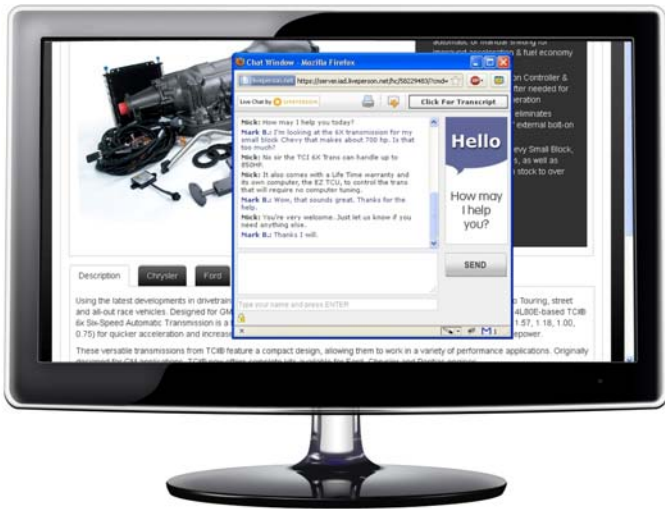 automatic or manual
acceleration & fuel economy
on Controller &
fter needed for
eration
eliminates
f external bolt-on
evy Small Block,
s, as well as
n stock to over
Chat Window - Mozilla Firefox
liveperson.net https://server.iad.liveperson.net/hc/58229483/?cmd=
Live Chat by LIVEPERSON
Click For Transcript
Nick: How may I help you today?
Mark B.: I'm looking at the 6X transmission for my
small block Chevy that makes about 700 hp. Is that
too much?
Nick: No sir the TCI 6X Trans can handle up to
850HP.
Nick: It also comes with a Life Time warranty and
its own computer, the EZ TCU, to control the trans
that will require no computer tuning.
Mark B.: Wow, that sounds great. Thanks for the
help.
Nick: You're very welcome. Just let us know if you
need anything else.
Mark B.: Thanks I will.
Hello
How may
I help
you?
SEND
Type your name and press ENTER
Description
Chrysler
Ford
Using the latest developments in drivetrain
o Touring, street
and all-out race vehicles. Designed for GM
4L80E-based TCI®
6x Six-Speed Automatic Transmission is a
1.57, 1.18, 1.00,
0.75) for quicker acceleration and increase
epower.
These versatile transmissions from TCI® feature a compact design, allowing them to work in a variety of performance applications. Originally